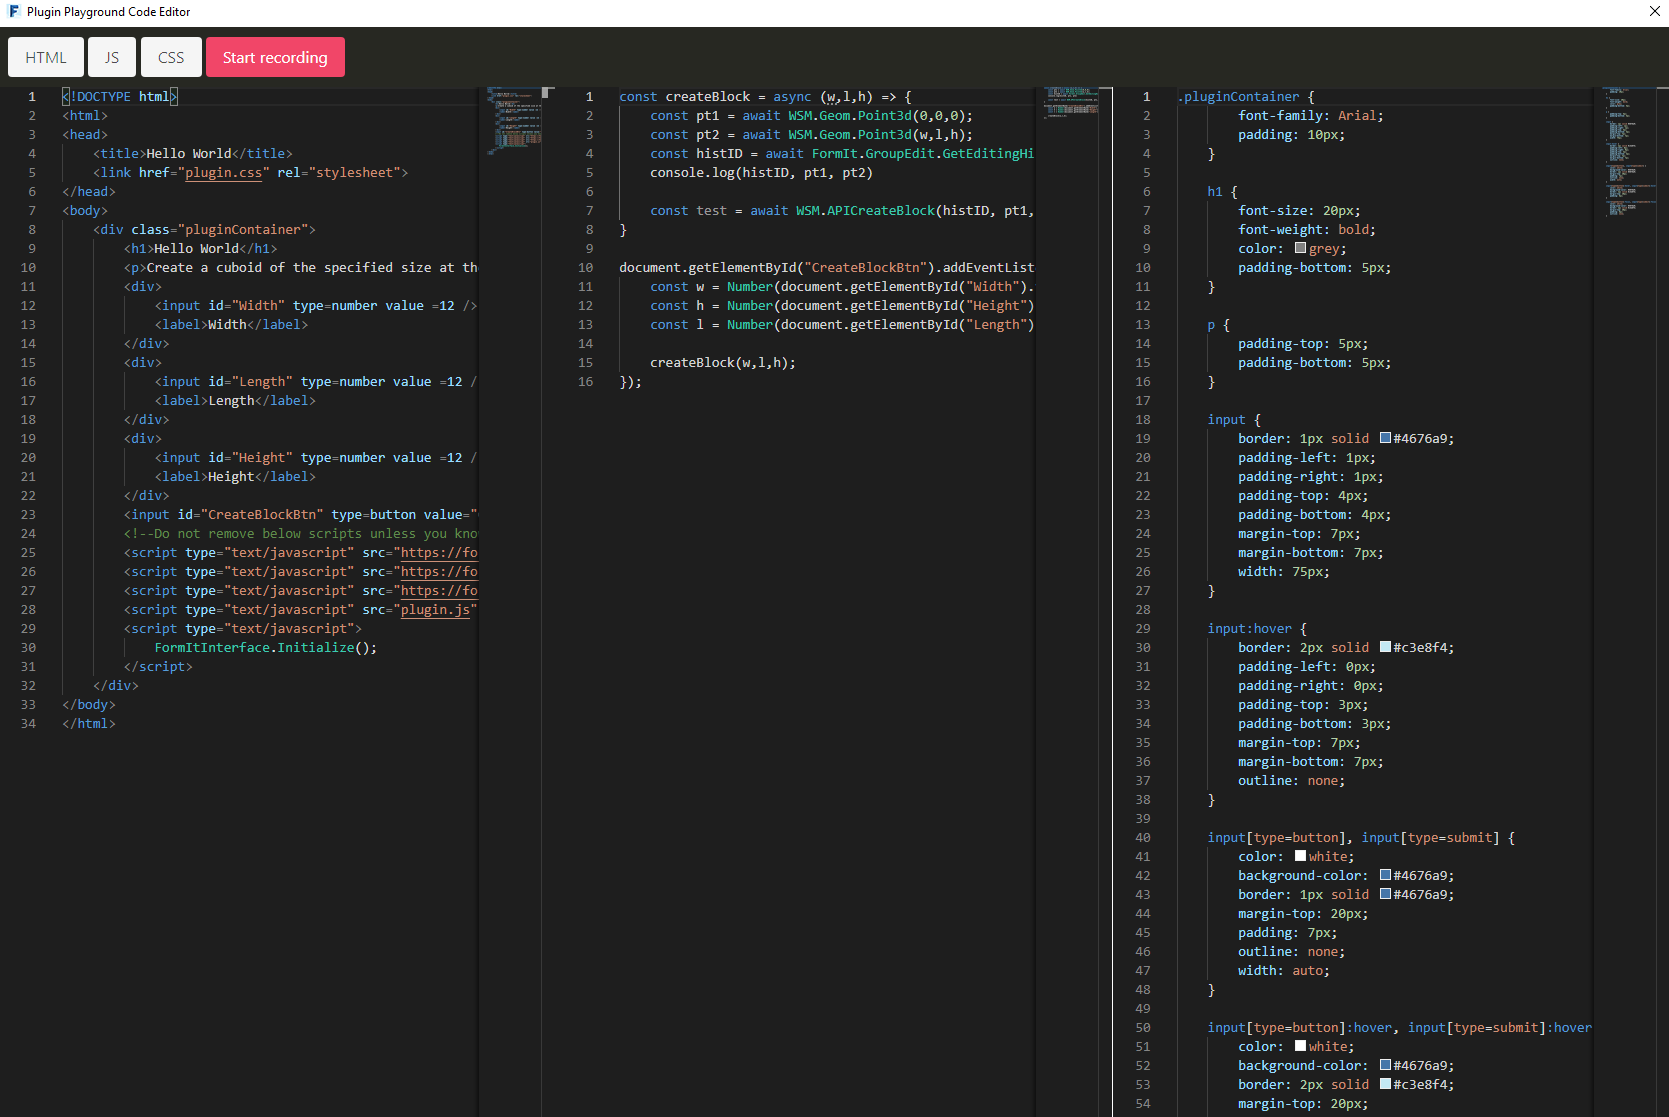 Plugin Playground Code Editor
HTML JS CSS Start recording
1 <!DOCTYPE html>
2 <html>
3 <head>
4 <title>Hello World</title>
5 <link href="plugin.css" rel="stylesheet">
6 </head>
7 <body>
8 <div class="pluginContainer">
9 <h1>Hello World</h1>
10 <p>Create a cuboid of the specified size at the
11 <div>
12 <input id="Width" type=number value =12 />
13 <label>Width</label>
14 </div>
15 <div>
16 <input id="Length" type=number value =12 /
17 <label>Length</label>
18 </div>
19 <div>
20 <input id="Height" type=number value =12 /
21 <label>Height</label>
22 </div>
23 <input id="CreateBlockBtn" type=button value="
24 <!--Do not remove below scripts unless you kno
25 <script type="text/javascript" src="https://fo
26 <script type="text/javascript" src="https://fo
27 <script type="text/javascript" src="https://fo
28 <script type="text/javascript" src="plugin.js"
29 <script type="text/javascript">
30 FormItInterface.Initialize();
31 </script>
32 </div>
33 </body>
34 </html>
1 const createBlock = async (w,l,h) => {
2 const pt1 = await WSM.Geom.Point3d(0,0,0);
3 const pt2 = await WSM.Geom.Point3d(w,l,h);
4 const histID = await FormIt.GroupEdit.GetEditingHi
5 console.log(histID, pt1, pt2)
6
7 const test = await WSM.APICreateBlock(histID, pt1,
8 }
9
10 document.getElementById("CreateBlockBtn").addEventList
11 const w = Number(document.getElementById("Width").
12 const h = Number(document.getElementById("Height")
13 const l = Number(document.getElementById("Length")
14
15 createBlock(w,l,h);
16 });
1 .pluginContainer {
2 font-family: Arial;
3 padding: 10px;
4 }
5
6 h1 {
7 font-size: 20px;
8 font-weight: bold;
9 color: grey;
10 padding-bottom: 5px;
11 }
12
13 p {
14 padding-top: 5px;
15 padding-bottom: 5px;
16 }
17
18 input {
19 border: 1px solid #4676a9;
20 padding-left: 1px;
21 padding-right: 1px;
22 padding-top: 4px;
23 padding-bottom: 4px;
24 margin-top: 7px;
25 margin-bottom: 7px;
26 width: 75px;
27 }
28
29 input:hover {
30 border: 2px solid #c3e8f4;
31 padding-left: 0px;
32 padding-right: 0px;
33 padding-top: 3px;
34 padding-bottom: 3px;
35 margin-top: 7px;
36 margin-bottom: 7px;
37 outline: none;
38 }
39
40 input[type=button], input[type=submit] {
41 color: white;
42 background-color: #4676a9;
43 border: 1px solid #4676a9;
44 margin-top: 20px;
45 padding: 7px;
46 outline: none;
47 width: auto;
48 }
49
50 input[type=button]:hover, input[type=submit]:hover
51 color: white;
52 background-color: #4676a9;
53 border: 2px solid #c3e8f4;
54 margin-top: 20px;